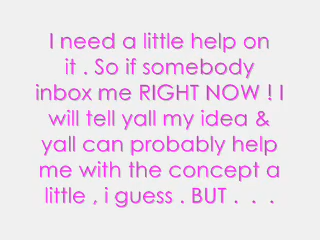 I need a little help on
it . So if somebody
inbox me RIGHT NOW ! I
will tell yall my idea &
yall can probably help
me with the concept a
little , i guess . BUT . . .